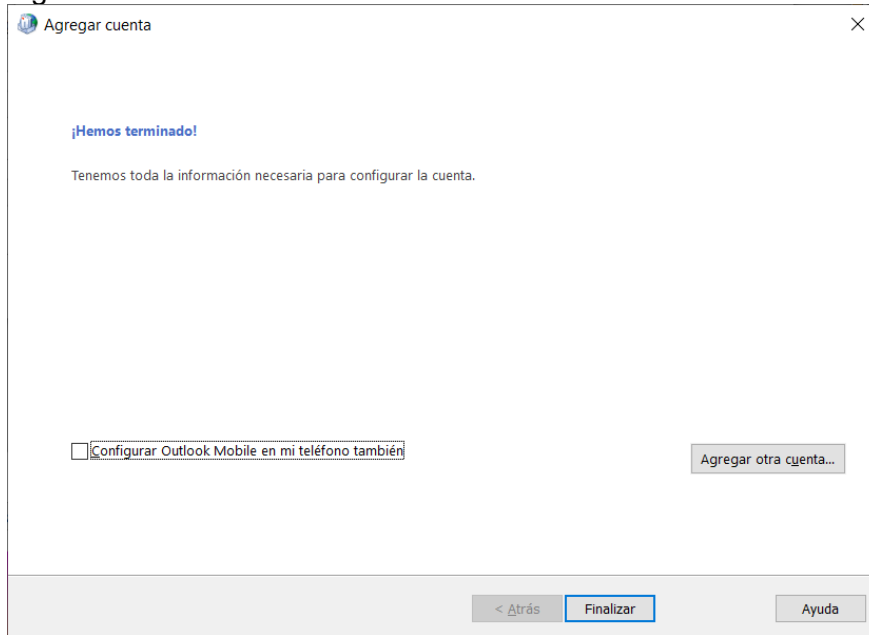 Agregar cuenta
¡Hemos terminado!
Tenemos toda la información necesaria para configurar la cuenta.
Configurar Outlook Mobile en mi teléfono también
Agregar otra cuenta...
< Atrás Finalizar Ayuda